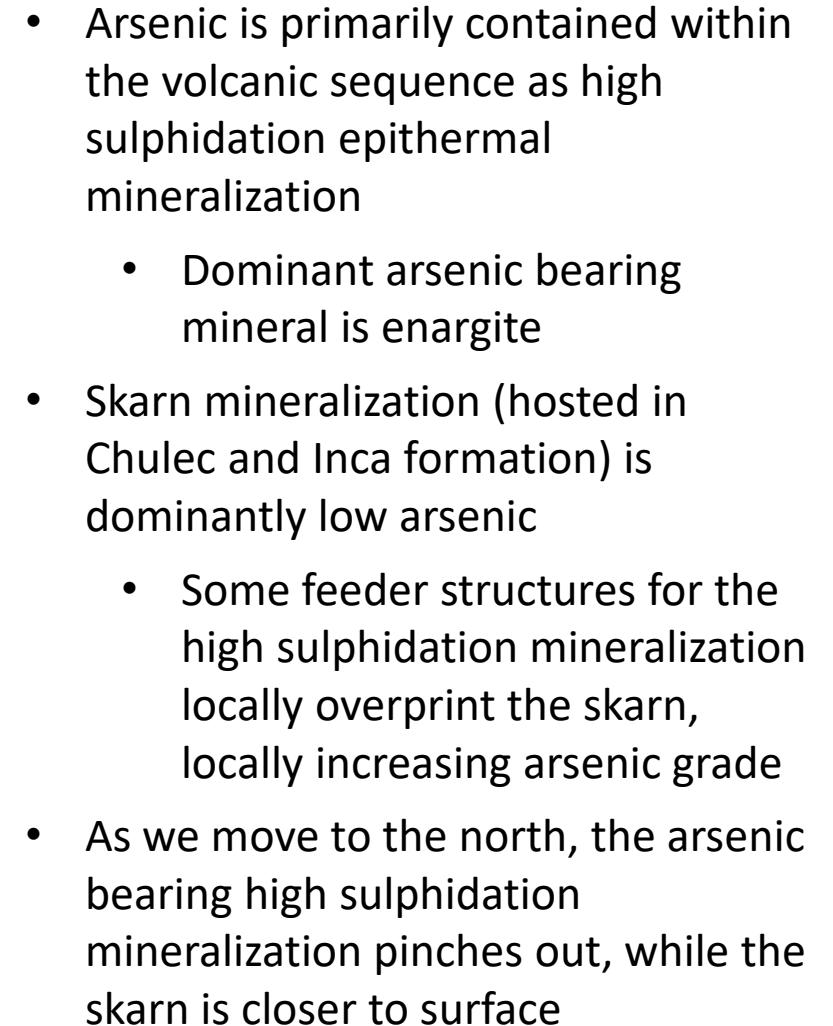 • Arsenic is primarily contained within
the volcanic sequence as high
sulphidation epithermal
mineralization
• Dominant arsenic bearing
mineral is enargite
• Skarn mineralization (hosted in
Chulec and Inca formation) is
dominantly low arsenic
• Some feeder structures for the
high sulphidation mineralization
locally overprint the skarn,
locally increasing arsenic grade
• As we move to the north, the arsenic
bearing high sulphidation
mineralization pinches out, while the
skarn is closer to surface